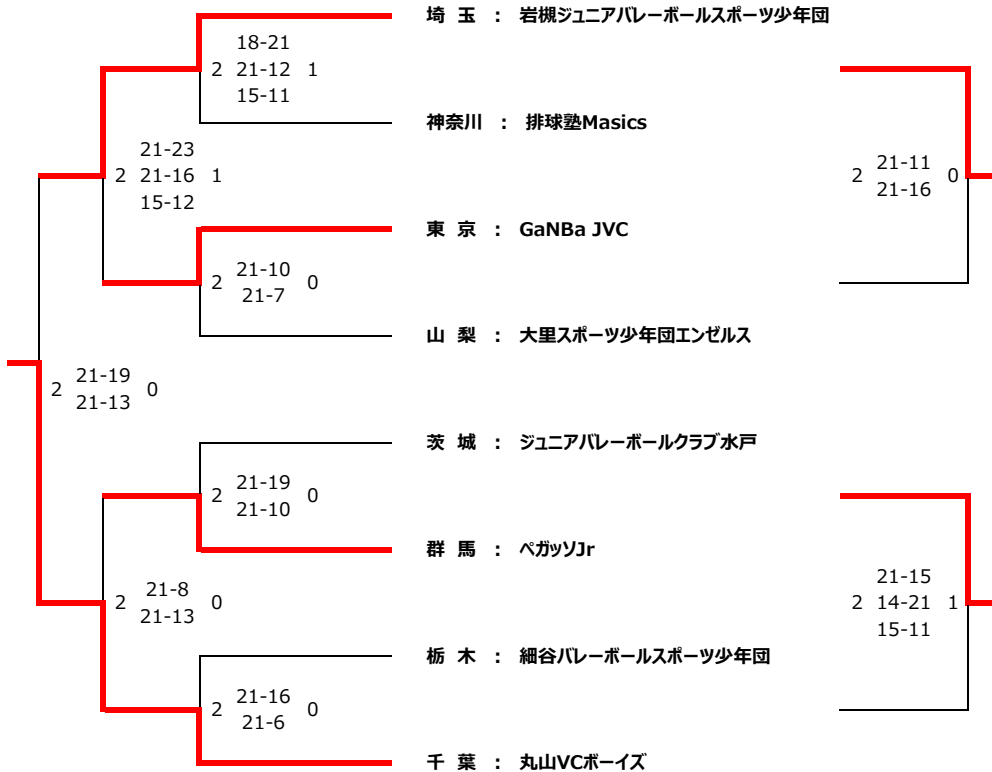 埼 玉 : 岩槻ジュニアバレーボールスポーツ少年団
18-21
2 21-12 1
15-11
神奈川 : 排球塾Masics
21-23
2 21-16 1
15-12
2 21-11 0
21-16
東 京 : GaNBa JVC
2 21-10 0
21-7
山 梨 : 大里スポーツ少年団エンゼルス
2 21-19 0
21-13
茨 城 : ジュニアバレーボールクラブ水戸
2 21-19 0
21-10
群 馬 : ペガッソJr
2 21-8 0
21-13
21-15
2 14-21 1
15-11
栃 木 : 細谷バレーボールスポーツ少年団
2 21-16 0
21-6
千 葉 : 丸山VCボーイズ